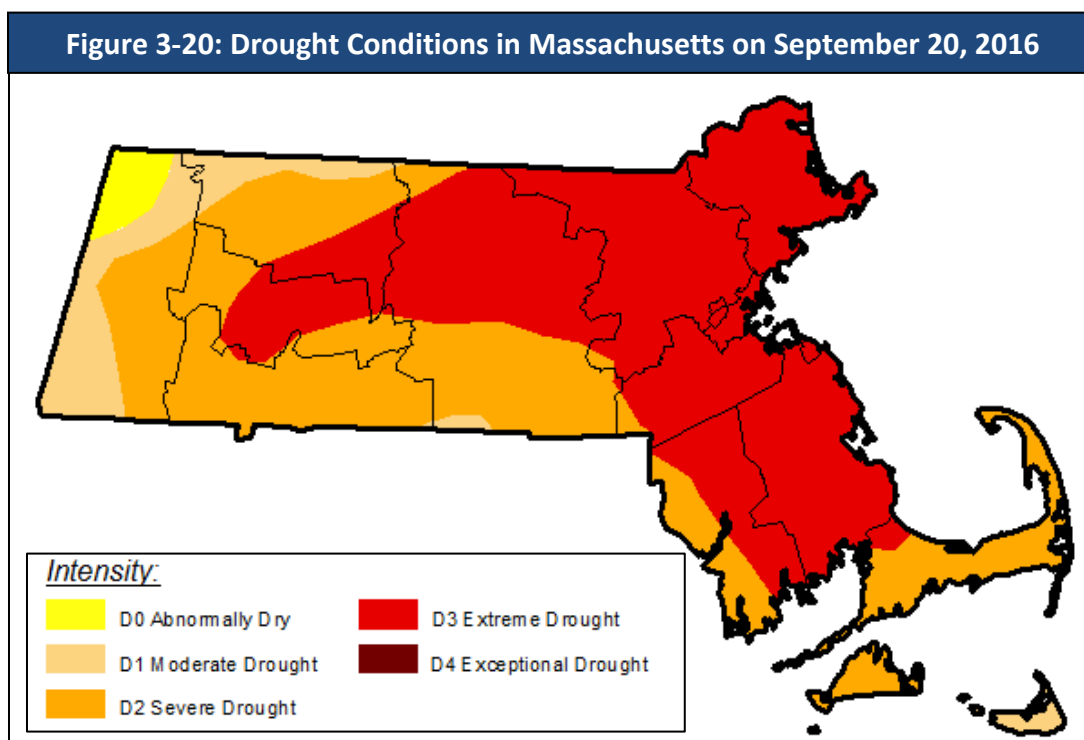 Figure 3-20: Drought Conditions in Massachusetts on September 20, 2016
Intensity:
D0 Abnormally Dry
D1 Moderate Drought
D2 Severe Drought
D3 Extreme Drought
D4 Exceptional Drought